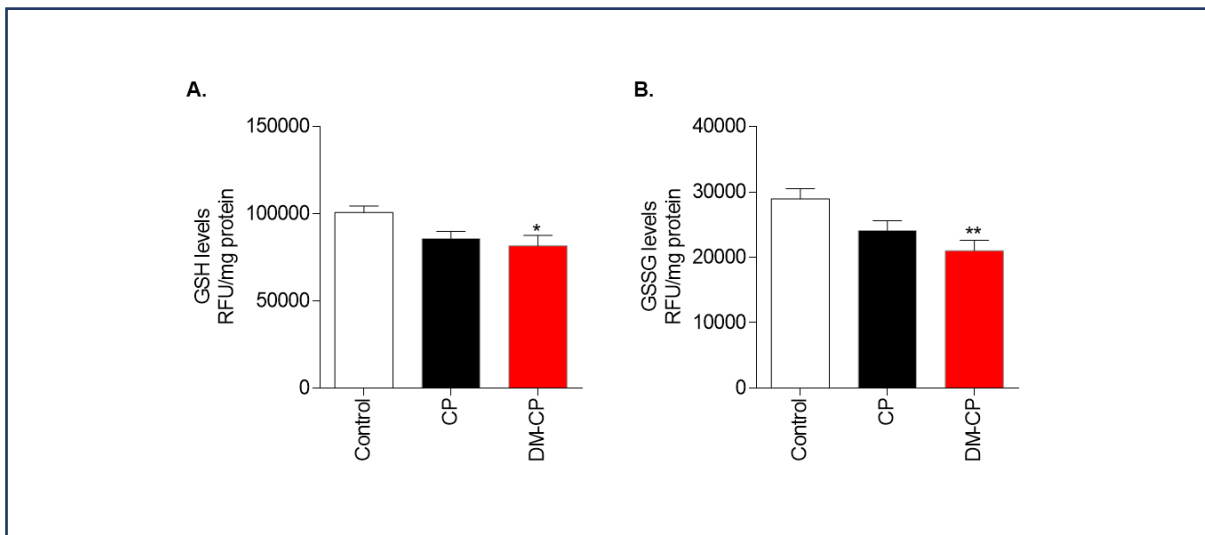 A.
GSH levels
RFU/mg protein
150000
100000
50000
0
*
Control
CP
DM-CP
B.
GSSG levels
RFU/mg protein
40000
30000
20000
10000
0
**
Control
CP
DM-CP